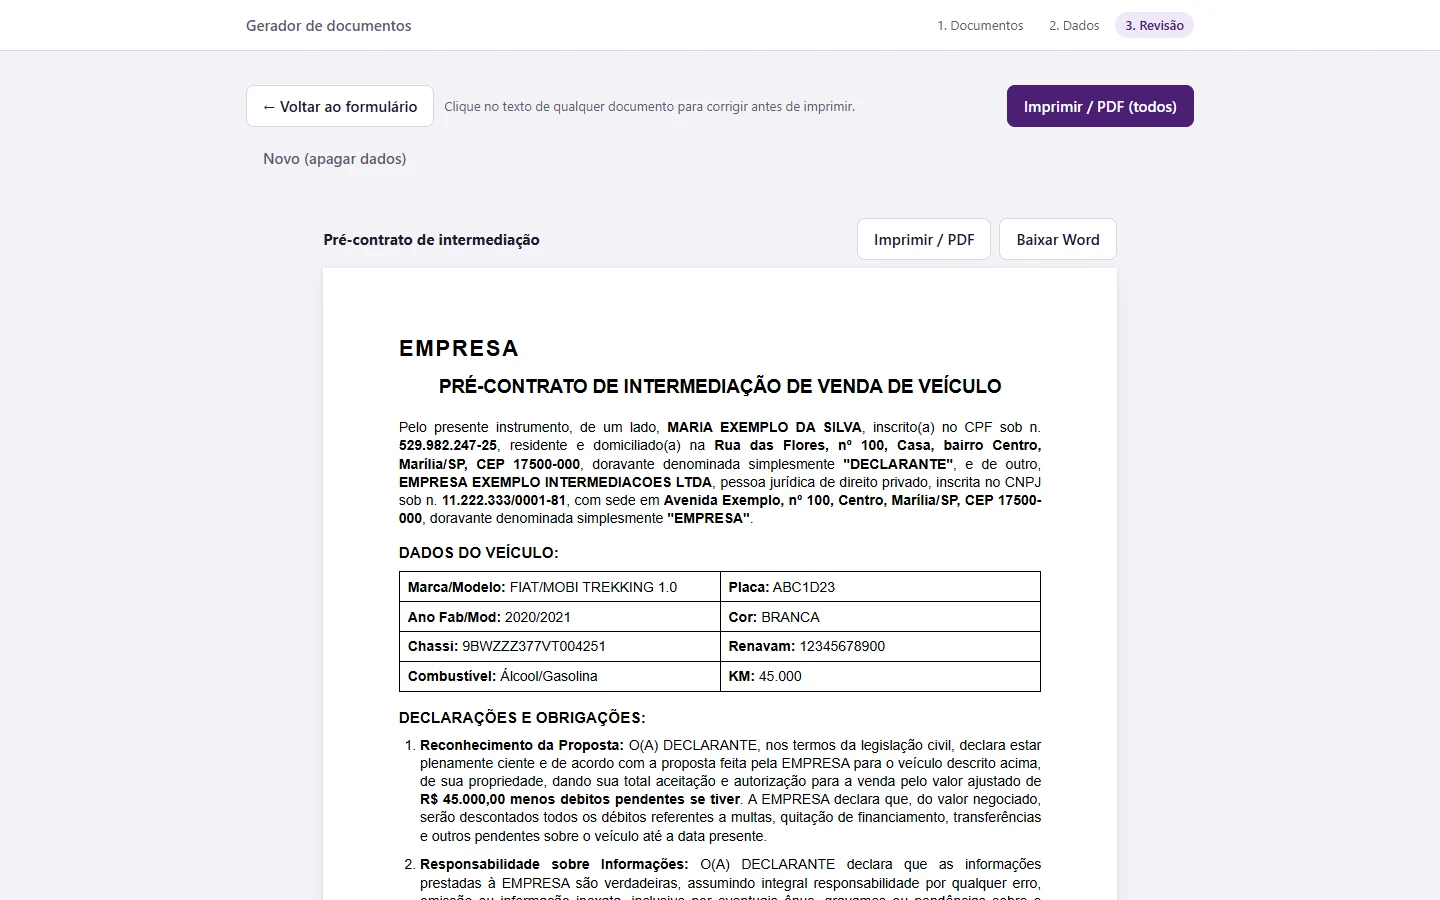 Gerador de documentos
1. Documentos
2. Dados
3. Revisão
← Voltar ao formulário
Clique no texto de qualquer documento para corrigir antes de imprimir.
Imprimir / PDF (todos)
Novo (apagar dados)
Pré-contrato de intermediação
Imprimir / PDF
Baixar Word
EMPRESA
PRÉ-CONTRATO DE INTERMEDIAÇÃO DE VENDA DE VEÍCULO
Pelo presente instrumento, de um lado, MARIA EXEMPLO DA SILVA, inscrito(a) no CPF sob n.
529.982.247-25, residente e domiciliado(a) na Rua das Flores, nº 100, Casa, bairro Centro,
Marília/SP, CEP 17500-000, doravante denominada simplesmente "DECLARANTE", e de outro,
EMPRESA EXEMPLO INTERMEDIACOES LTDA, pessoa jurídica de direito privado, inscrita no CNPJ
sob n. 11.222.333/0001-81, com sede em Avenida Exemplo, nº 100, Centro, Marília/SP, CEP 17500-
000, doravante denominada simplesmente "EMPRESA".
DADOS DO VEÍCULO:
Marca/Modelo: FIAT/MOBI TREKKING 1.0
Placa: ABC1D23
Ano Fab/Mod: 2020/2021
Cor: BRANCA
Chassi: 9BWZZZ377VT004251
Renavam: 12345678900
Combustível: Álcool/Gasolina
KM: 45.000
DECLARAÇÕES E OBRIGAÇÕES:
1. Reconhecimento da Proposta: O(A) DECLARANTE, nos termos da legislação civil, declara estar
plenamente ciente e de acordo com a proposta feita pela EMPRESA para o veículo descrito acima,
de sua propriedade, dando sua total aceitação e autorização para a venda pelo valor ajustado de
R$ 45.000,00 menos debitos pendentes se tiver. A EMPRESA declara que, do valor negociado,
serão descontados todos os débitos referentes a multas, quitação de financiamento, transferências
e outros pendentes sobre o veículo até a data presente.
2. Responsabilidade sobre Informações: O(A) DECLARANTE declara que as informações
prestadas à EMPRESA são verdadeiras, assumindo integral responsabilidade por qualquer erro,
omissão ou informação inexata, inclusive por eventuais ônus, gravames ou pendências sobre o